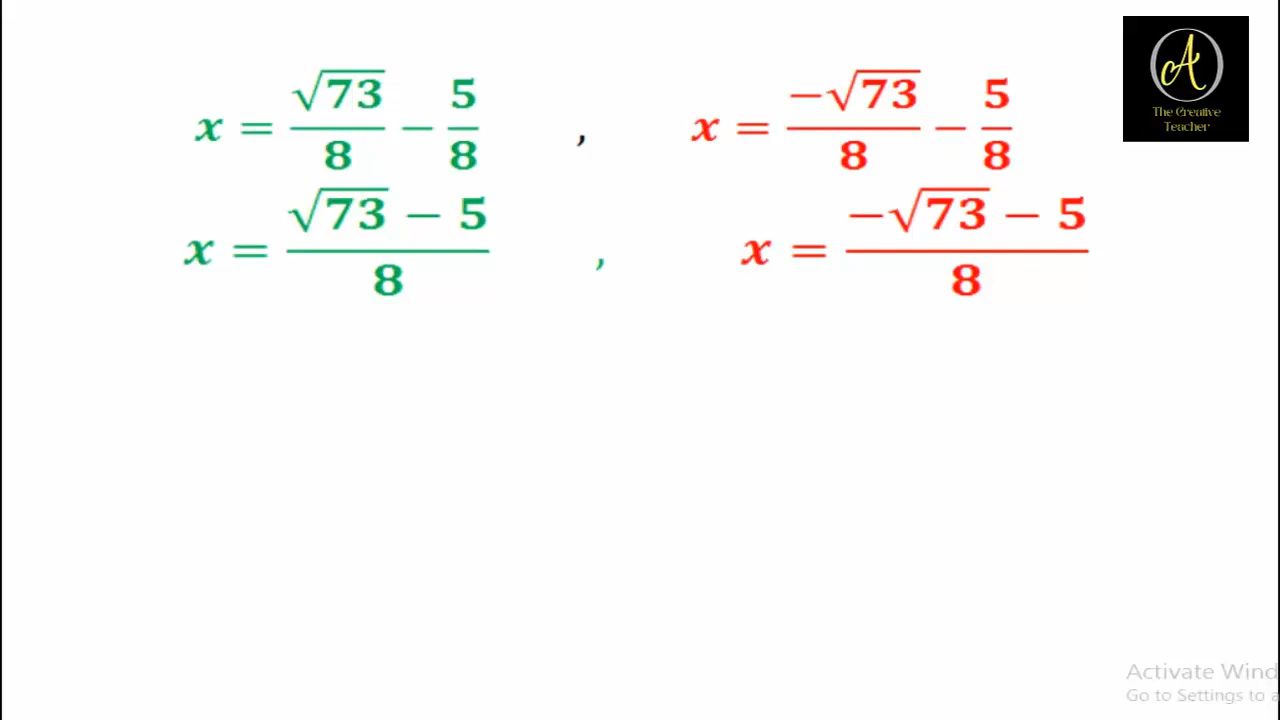 x = √73/8 − 5/8 , x = −√73/8 − 5/8
x = (√73 − 5)/8 , x = (−√73 − 5)/8
A
The Creative
Teacher
Activate Wind
Go to Settings to a